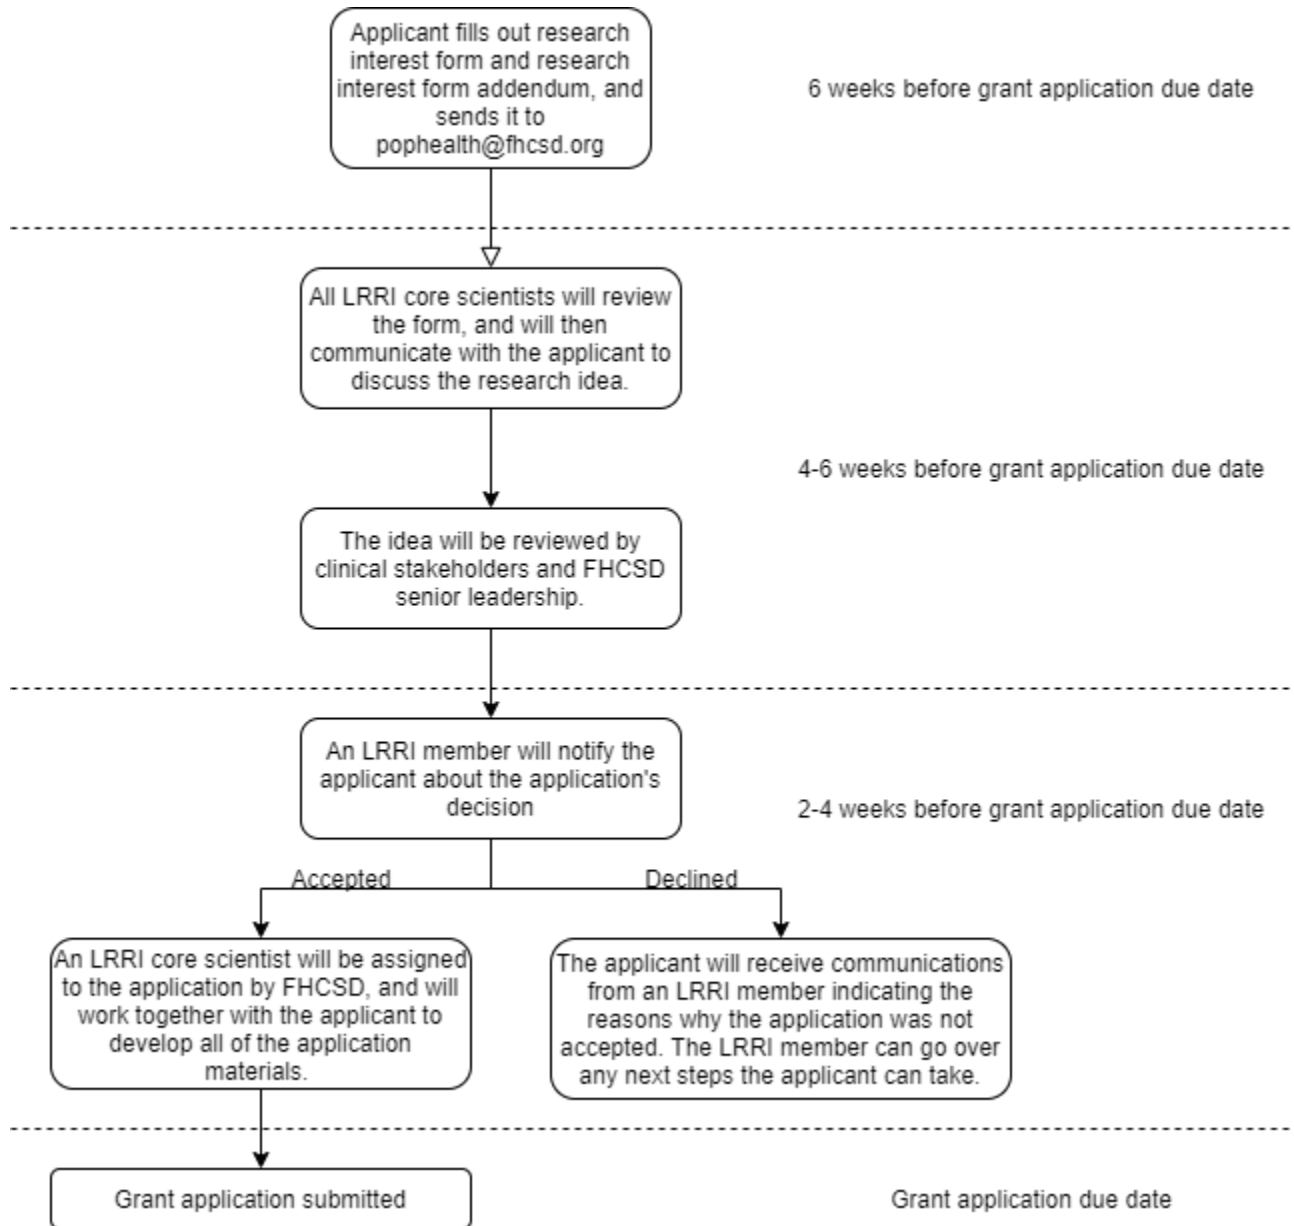 Applicant fills out research
interest form and research
interest form addendum, and
sends it to
pophealth@fhcsd.org
6 weeks before grant application due date
All LRRI core scientists will review
the form, and will then
communicate with the applicant to
discuss the research idea.
4-6 weeks before grant application due date
The idea will be reviewed by
clinical stakeholders and FHCSD
senior leadership.
An LRRI member will notify the
applicant about the application's
decision
2-4 weeks before grant application due date
Accepted
Declined
An LRRI core scientist will be assigned
to the application by FHCSD, and will
work together with the applicant to
develop all of the application
materials.
The applicant will receive communications
from an LRRI member indicating the
reasons why the application was not
accepted. The LRRI member can go over
any next steps the applicant can take.
Grant application submitted
Grant application due date